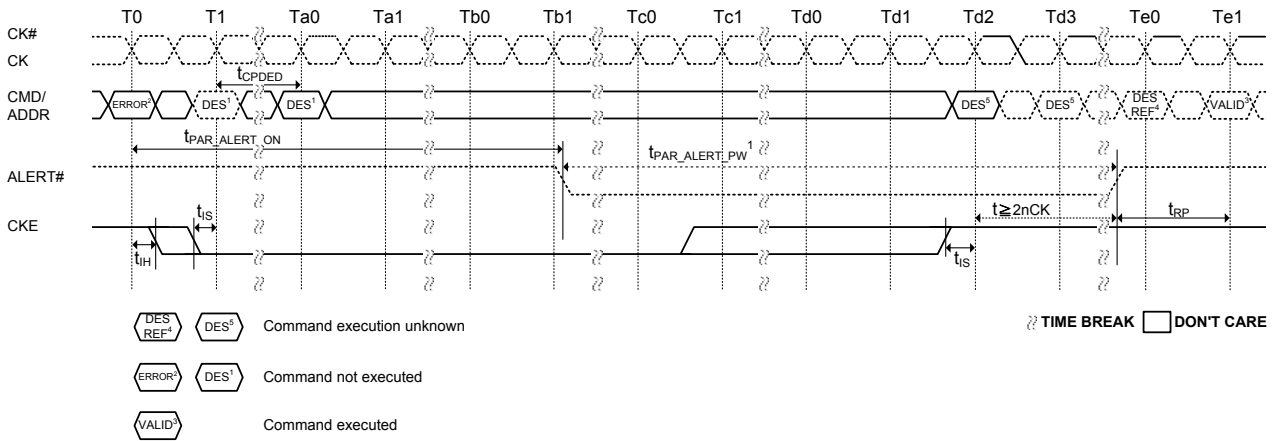 T0 T1 Ta0 Ta1 Tb0 Tb1 Tc0 Tc1 Td0 Td1 Td2 Td3 Te0 Te1
CK#
CK
tCPDED
CMD/
ADDR
ERROR² DES¹ DES¹ DES⁵ DES⁵ DES REF⁴ VALID³
tPAR_ALERT_ON
tPAR_ALERT_PW¹
ALERT#
t≧2nCK tRP
CKE
tIS
tIH
tIS
DES REF⁴ DES⁵ Command execution unknown
TIME BREAK DON'T CARE
ERROR² DES¹ Command not executed
VALID³ Command executed